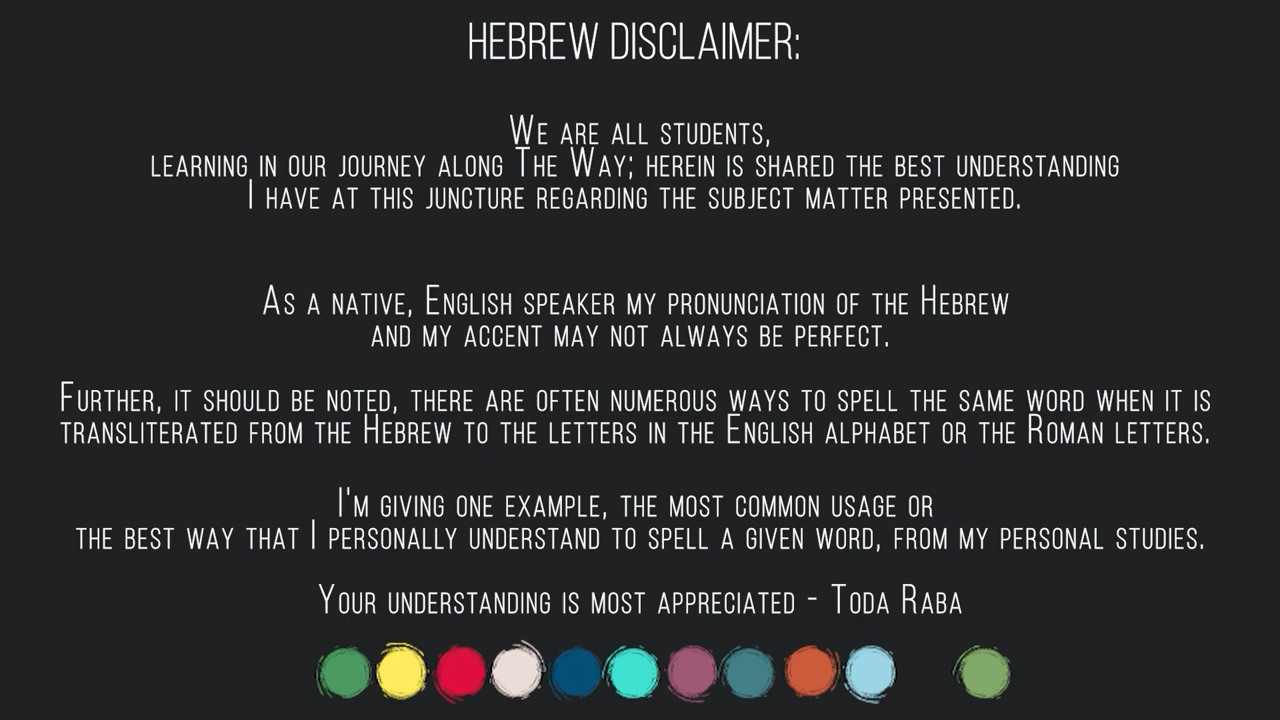 HEBREW DISCLAIMER:
WE ARE ALL STUDENTS,
LEARNING IN OUR JOURNEY ALONG THE WAY; HEREIN IS SHARED THE BEST UNDERSTANDING
I HAVE AT THIS JUNCTURE REGARDING THE SUBJECT MATTER PRESENTED.
AS A NATIVE, ENGLISH SPEAKER MY PRONUNCIATION OF THE HEBREW
AND MY ACCENT MAY NOT ALWAYS BE PERFECT.
FURTHER, IT SHOULD BE NOTED, THERE ARE OFTEN NUMEROUS WAYS TO SPELL THE SAME WORD WHEN IT IS
TRANSLITERATED FROM THE HEBREW TO THE LETTERS IN THE ENGLISH ALPHABET OR THE ROMAN LETTERS.
I'M GIVING ONE EXAMPLE, THE MOST COMMON USAGE OR
THE BEST WAY THAT I PERSONALLY UNDERSTAND TO SPELL A GIVEN WORD, FROM MY PERSONAL STUDIES.
YOUR UNDERSTANDING IS MOST APPRECIATED - TODA RABA